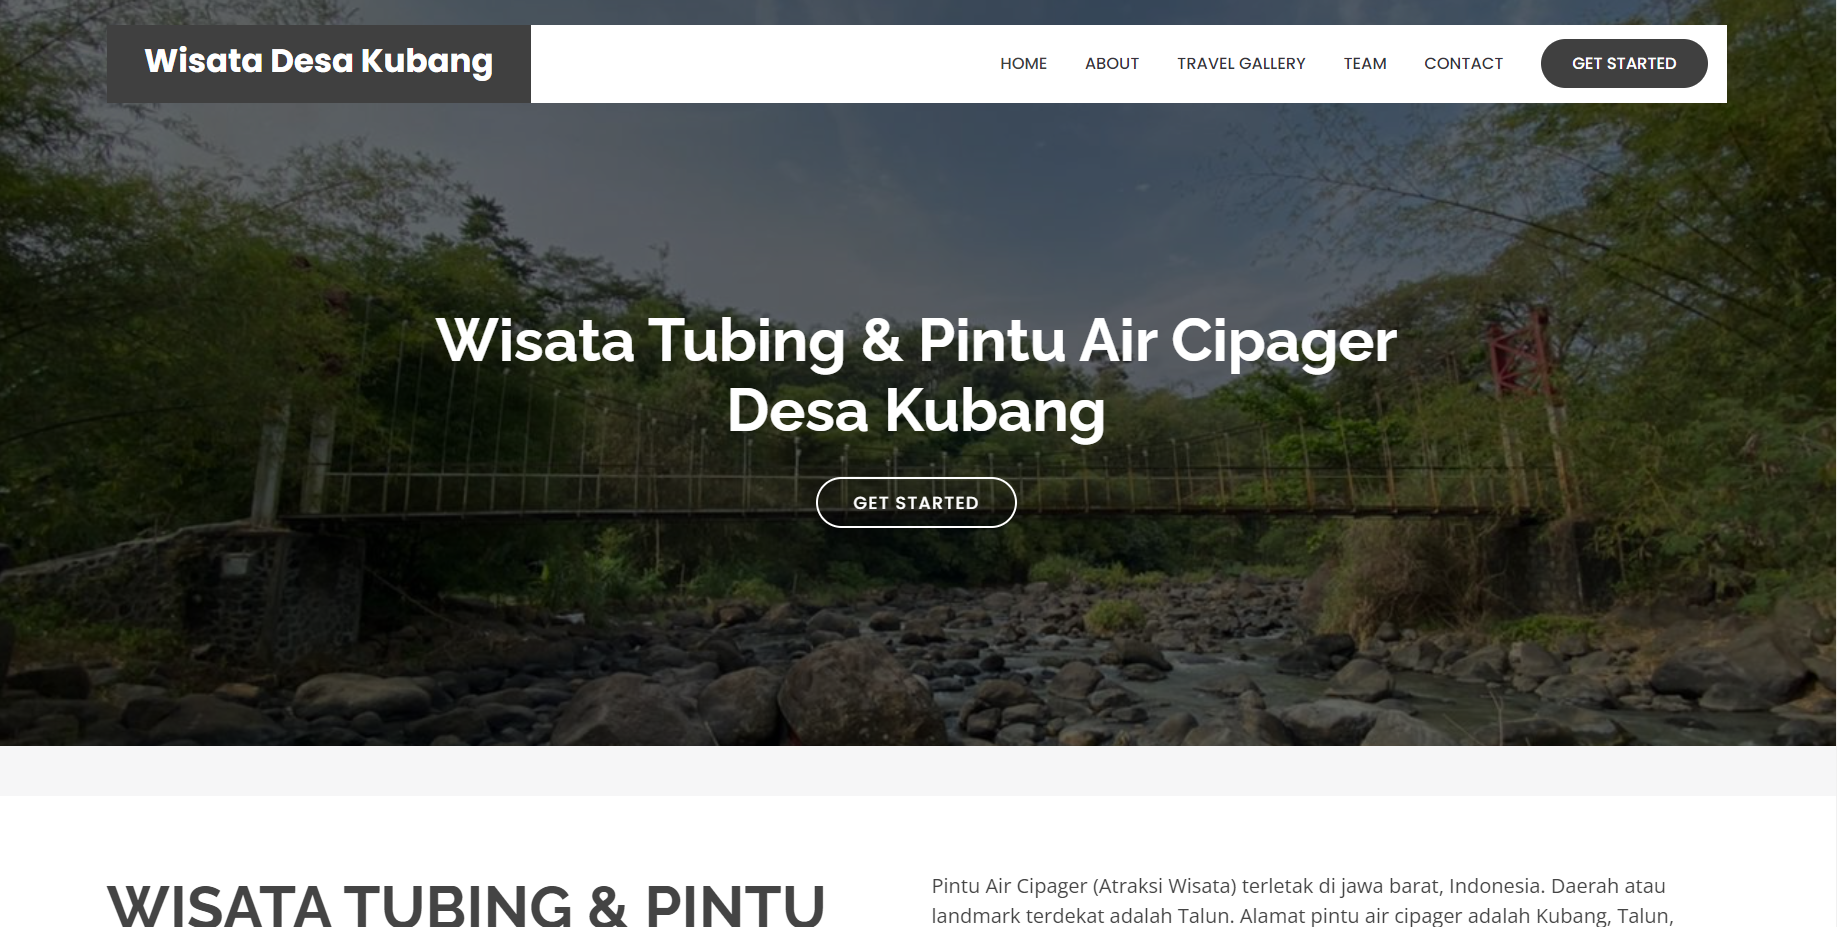 Wisata Desa Kubang
HOME ABOUT TRAVEL GALLERY TEAM CONTACT GET STARTED
Wisata Tubing & Pintu Air Cipager
Desa Kubang
GET STARTED
WISATA TUBING & PINTU
Pintu Air Cipager (Atraksi Wisata) terletak di jawa barat, Indonesia. Daerah atau
landmark terdekat adalah Talun. Alamat pintu air cipager adalah Kubang, Talun,